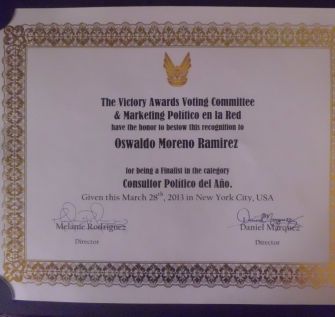 The Victory Awards Voting Committee
& Marketing Político en la Red
have the honor to bestow this recognition to
Oswaldo Moreno Ramirez
for being a Finalist in the category
Consultor Político del Año.
Given this March 28th, 2013 in New York City, USA
Melanie Rodriguez
Daniel Marquez
Director
Director